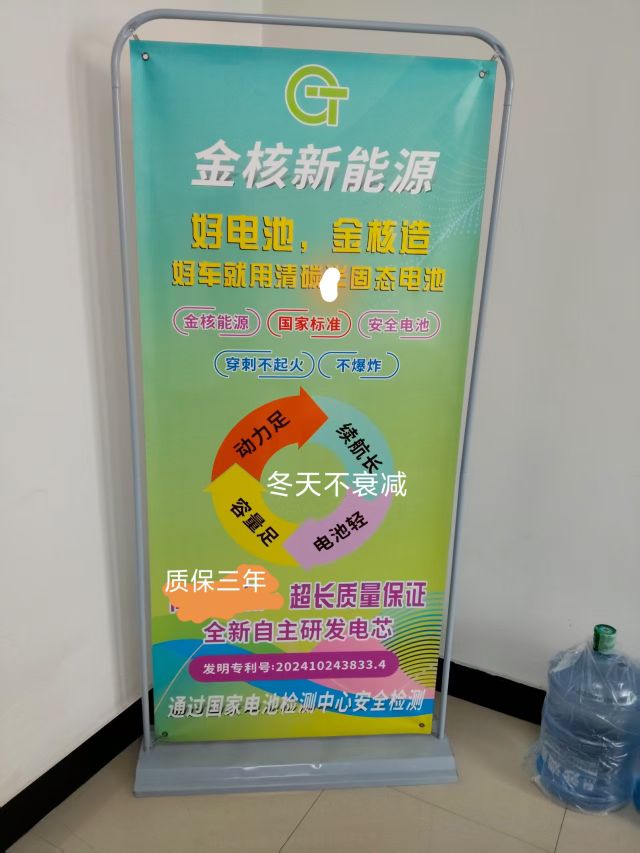 金核新能源
好电池，金核造
好车就用清碳 固态电池
金核能源 国家标准 安全电池
穿刺不起火 不爆炸
动力足
续航长
冬天不衰减
容量足
电池轻
质保三年
超长质量保证
全新自主研发电芯
发明专利号:202410243833.4
通过国家电池检测中心安全检测